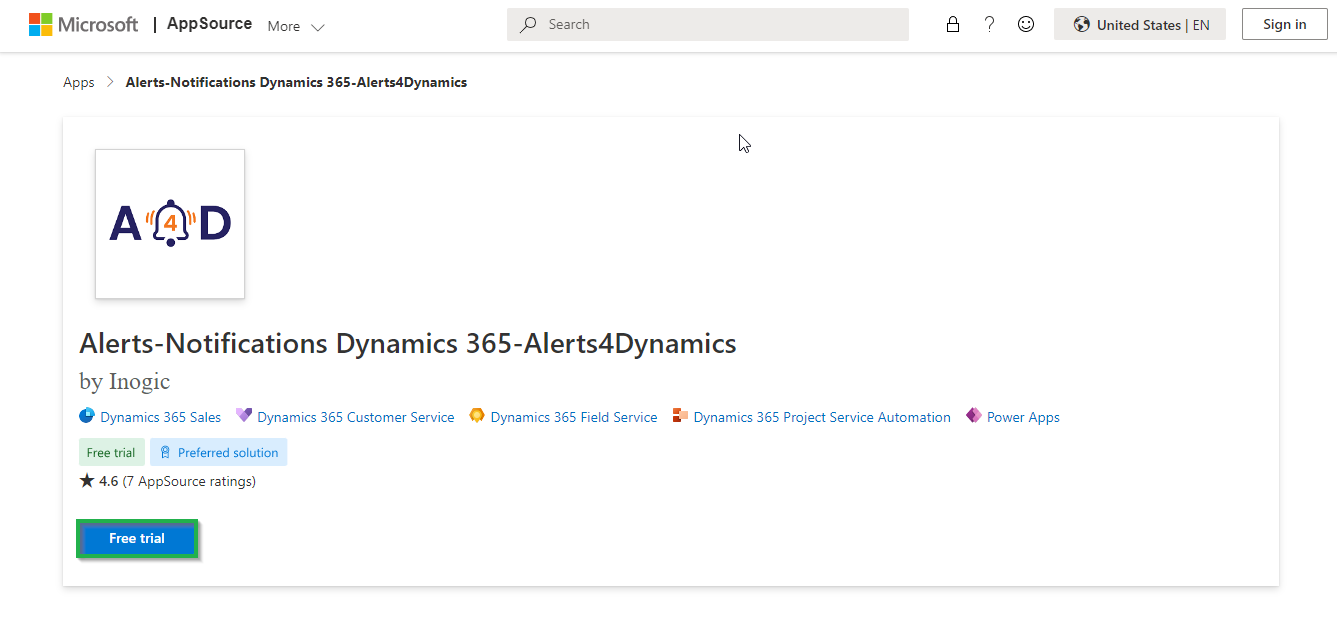 Microsoft | AppSource More Search ? United States | EN Sign in
Apps > Alerts-Notifications Dynamics 365-Alerts4Dynamics
A 4 D
Alerts-Notifications Dynamics 365-Alerts4Dynamics
by Inogic
Dynamics 365 Sales Dynamics 365 Customer Service Dynamics 365 Field Service Dynamics 365 Project Service Automation Power Apps
Free trial Preferred solution
★ 4.6 (7 AppSource ratings)
Free trial